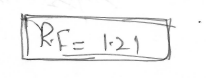 R.F = 1.21